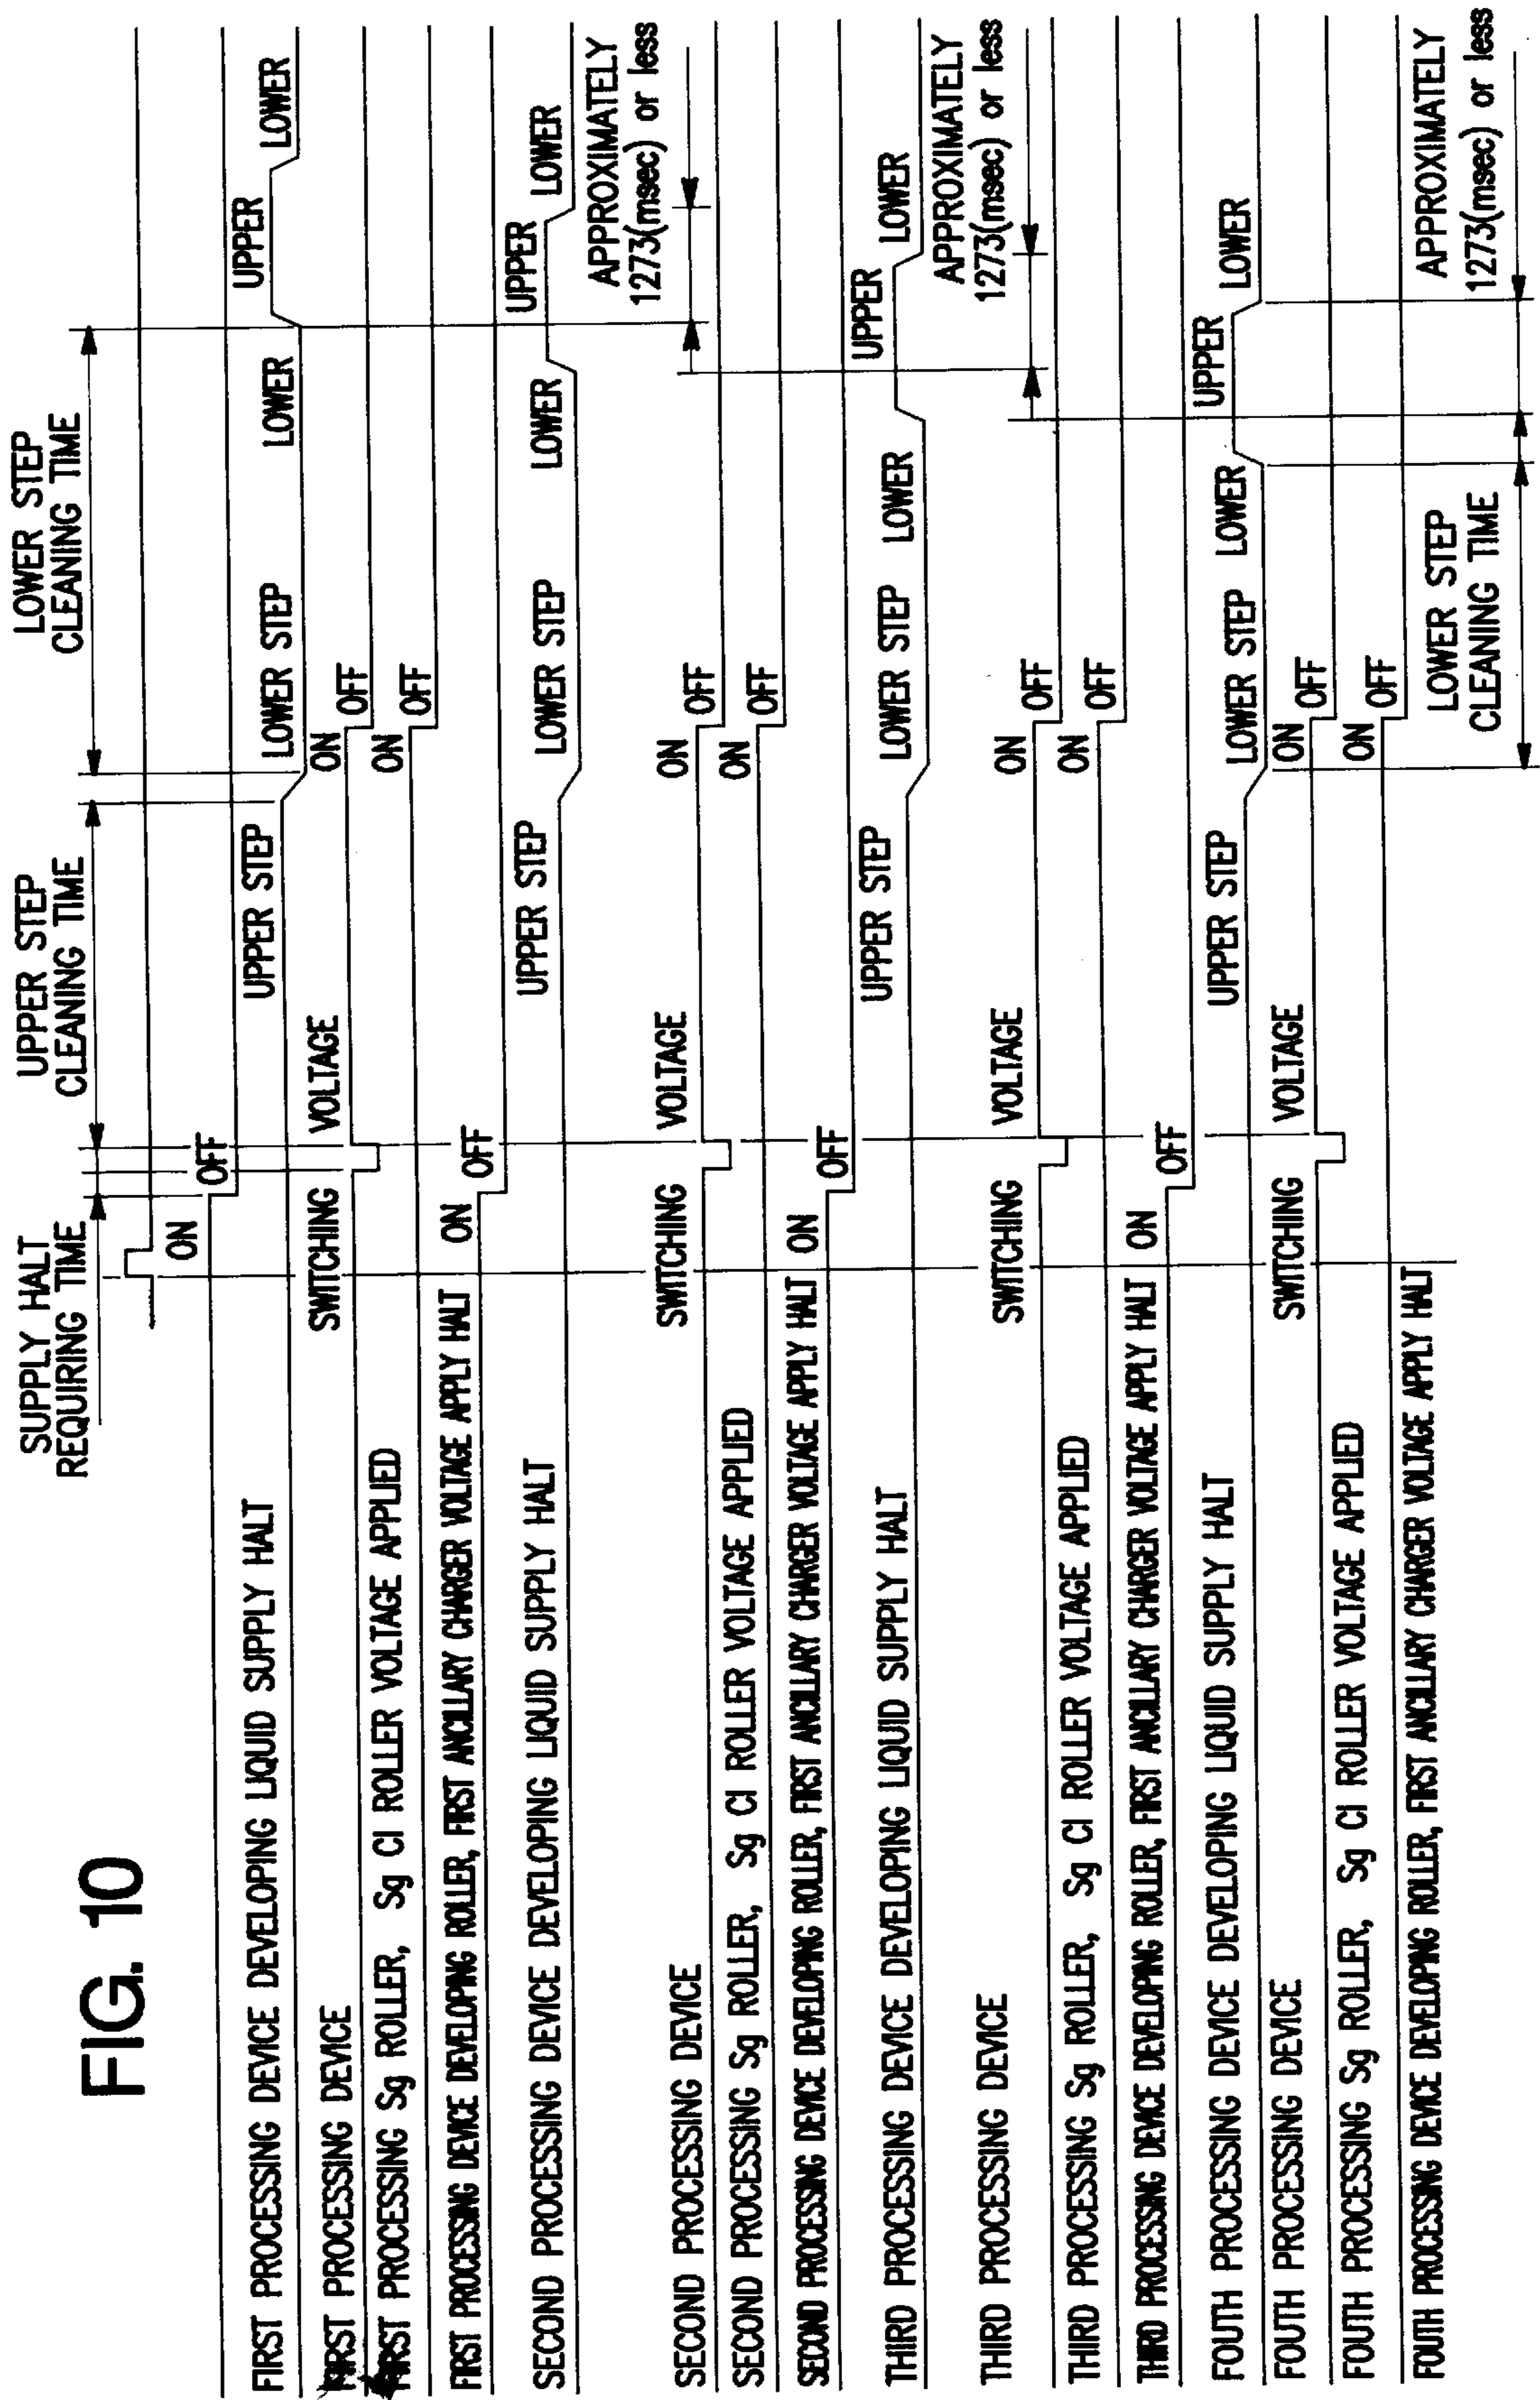 FIG. 10
SUPPLY HALT
REQUIRING TIME
UPPER STEP
CLEANING TIME
LOWER STEP
CLEANING TIME
FIRST PROCESSING DEVICE DEVELOPING LIQUID SUPPLY HALT
ON
OFF
FIRST PROCESSING DEVICE
UPPER STEP
LOWER STEP
LOWER
UPPER
LOWER
FIRST PROCESSING Sg ROLLER, Sg Cl ROLLER VOLTAGE APPLIED
SWITCHING VOLTAGE
ON
OFF
FIRST PROCESSING DEVICE DEVELOPING ROLLER, FIRST ANCILLARY CHARGER VOLTAGE APPLY HALT
ON
OFF
SECOND PROCESSING DEVICE DEVELOPING LIQUID SUPPLY HALT
ON
OFF
SECOND PROCESSING DEVICE
UPPER STEP
LOWER STEP
LOWER
UPPER
LOWER
APPROXIMATELY
1273(msec) or less
SECOND PROCESSING Sg ROLLER, Sg Cl ROLLER VOLTAGE APPLIED
SWITCHING VOLTAGE
ON
OFF
SECOND PROCESSING DEVICE DEVELOPING ROLLER, FIRST ANCILLARY CHARGER VOLTAGE APPLY HALT
ON
OFF
THIRD PROCESSING DEVICE DEVELOPING LIQUID SUPPLY HALT
ON
OFF
THIRD PROCESSING DEVICE
UPPER STEP
LOWER STEP
LOWER
UPPER
LOWER
APPROXIMATELY
1273(msec) or less
THIRD PROCESSING Sg ROLLER, Sg Cl ROLLER VOLTAGE APPLIED
SWITCHING VOLTAGE
ON
OFF
THIRD PROCESSING DEVICE DEVELOPING ROLLER, FIRST ANCILLARY CHARGER VOLTAGE APPLY HALT
ON
OFF
FOUTH PROCESSING DEVICE DEVELOPING LIQUID SUPPLY HALT
ON
OFF
FOUTH PROCESSING DEVICE
UPPER STEP
LOWER STEP
LOWER
UPPER
LOWER
FOUTH PROCESSING Sg ROLLER, Sg Cl ROLLER VOLTAGE APPLIED
SWITCHING VOLTAGE
ON
OFF
FOUTH PROCESSING DEVICE DEVELOPING ROLLER, FIRST ANCILLARY CHARGER VOLTAGE APPLY HALT
ON
OFF
LOWER STEP
CLEANING TIME
APPROXIMATELY
1273(msec) or less